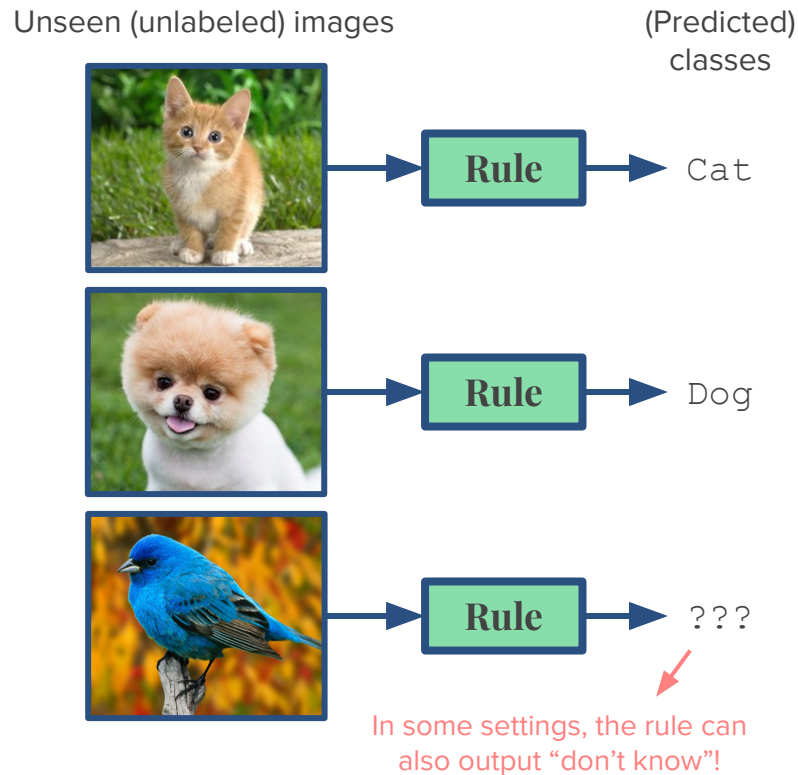 Unseen (unlabeled) images
(Predicted)
classes
Rule
Cat
Rule
Dog
Rule
???
In some settings, the rule can
also output “don’t know”!